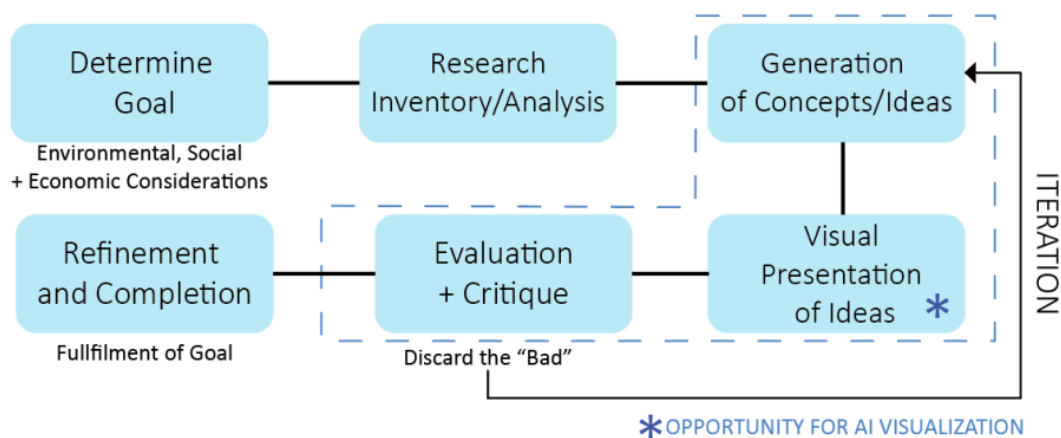 Determine
Goal
Environmental, Social
+ Economic Considerations
Research
Inventory/Analysis
Generation
of Concepts/Ideas
Visual
Presentation
of Ideas *
Evaluation
+ Critique
Discard the “Bad”
Refinement
and Completion
Fullfilment of Goal
ITERATION
*OPPORTUNITY FOR AI VISUALIZATION